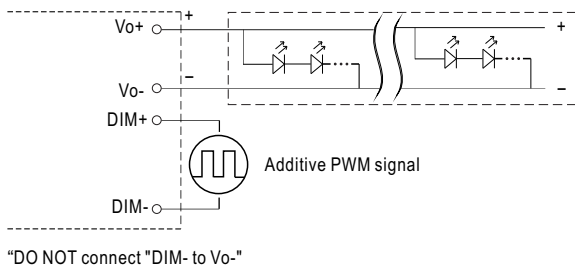 Vo+
+
+
−
Vo-
−
DIM+
Additive PWM signal
DIM-
“DO NOT connect "DIM- to Vo-"